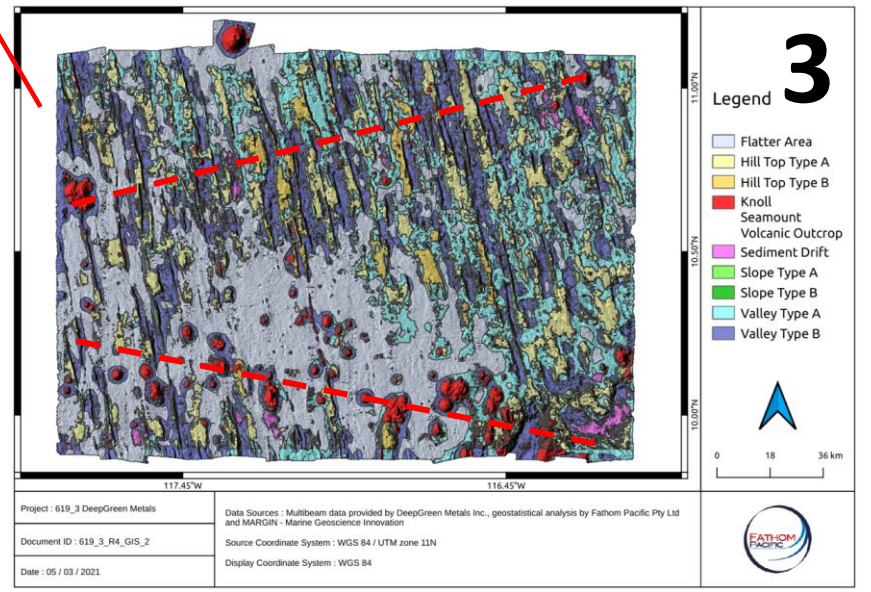 3
Legend
Flatter Area
Hill Top Type A
Hill Top Type B
Knoll
Seamount
Volcanic Outcrop
Sediment Drift
Slope Type A
Slope Type B
Valley Type A
Valley Type B
11.00°N
10.50°N
10.00°N
0 18 36 km
117.45°W 116.45°W
Project : 619_3 DeepGreen Metals
Document ID : 619_3_R4_GIS_2
Date : 05 / 03 / 2021
Data Sources : Multibeam data provided by DeepGreen Metals Inc., geostatistical analysis by Fathom Pacific Pty Ltd
and MARGIN - Marine Geoscience Innovation
Source Coordinate System : WGS 84 / UTM zone 11N
Display Coordinate System : WGS 84
FATHOM
PACIFIC